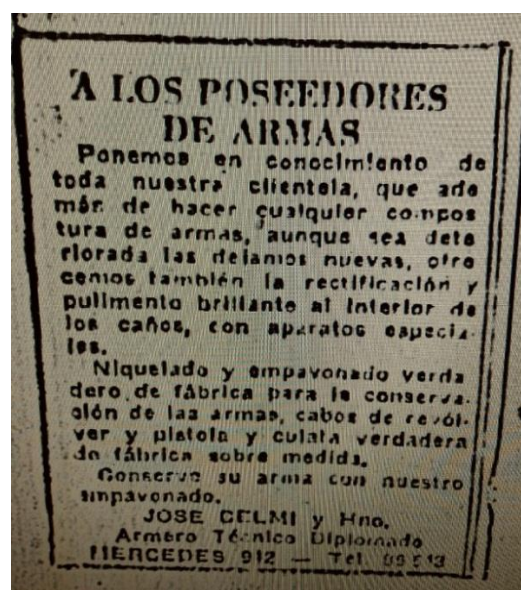 A LOS POSEEDORES
DE ARMAS
Ponemos en conocimiento de
toda nuestra clientela, que ade
más de hacer cualquier compos
tura de armas, aunque sea dete
riorada las dejamos nuevas, ofre
cemos también la rectificación y
pulimento brillante al interior de
los caños, con aparatos especia-
les.
Niquelado y empavonado verda
dero de fábrica para la conserva-
ción de las armas, cabos de revól-
ver y pistola y culata verdadera
de fábrica sobre medida.
Conserve su arma con nuestro
empavonado.
JOSE CELMI y Hno.
Armero Técnico Diplomado
MERCEDES 912 — Tel.